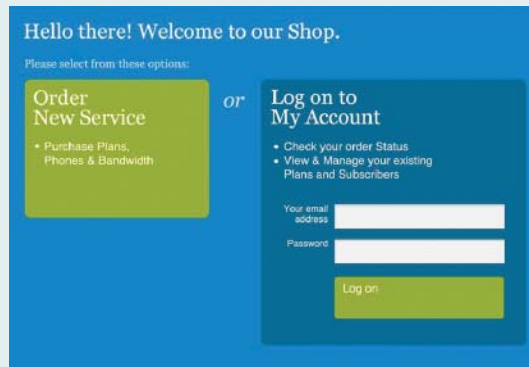 Hello there! Welcome to our Shop.
Please select from these options:
Order
New Service
• Purchase Plans,
Phones & Bandwidth
or
Log on to
My Account
• Check your order Status
• View & Manage your existing
Plans and Subscribers
Your email
address
Password
Log on